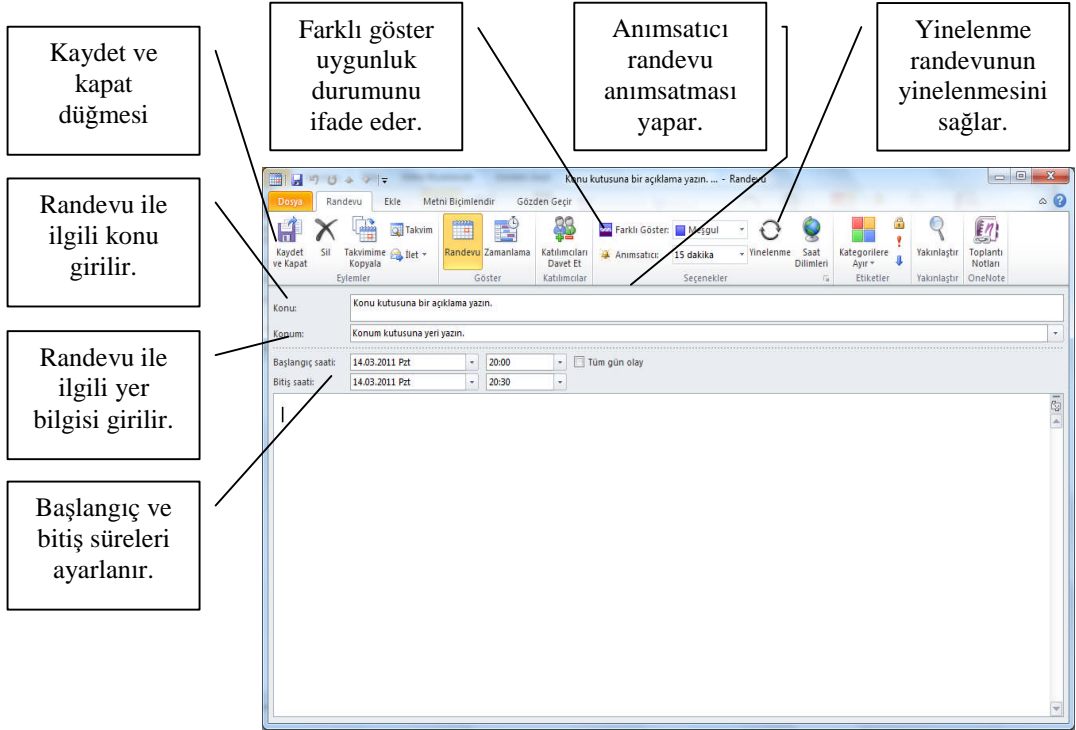 Kaydet ve
kapat
düğmesi
Farklı göster
uygunluk
durumunu
ifade eder.
Anımsatıcı
randevu
anımsatması
yapar.
Yinelenme
randevunun
yinelenmesini
sağlar.
Randevu ile
ilgili konu
girilir.
Randevu ile
ilgili yer
bilgisi girilir.
Başlangıç ve
bitiş süreleri
ayarlanır.
Konu kutusuna bir açıklama yazın. ... - Randevu
Dosya Randevu Ekle Metni Biçimlendir Gözden Geçir
Kaydet
ve Kapat
Sil
Takvimime
Kopyala
Takvim
İlet
Eylemler
Randevu
Zamanlama
Göster
Katılımcıları
Davet Et
Katılımcılar
Farklı Göster: Meşgul
Anımsatıcı: 15 dakika
Yinelenme
Saat
Dilimleri
Seçenekler
Kategorilere
Ayır
Etiketler
Yakınlaştır
Yakınlaştır
Toplantı
Notları
OneNote
Konu: Konu kutusuna bir açıklama yazın.
Konum: Konum kutusuna yeri yazın.
Başlangıç saati: 14.03.2011 Pzt 20:00 Tüm gün olay
Bitiş saati: 14.03.2011 Pzt 20:30